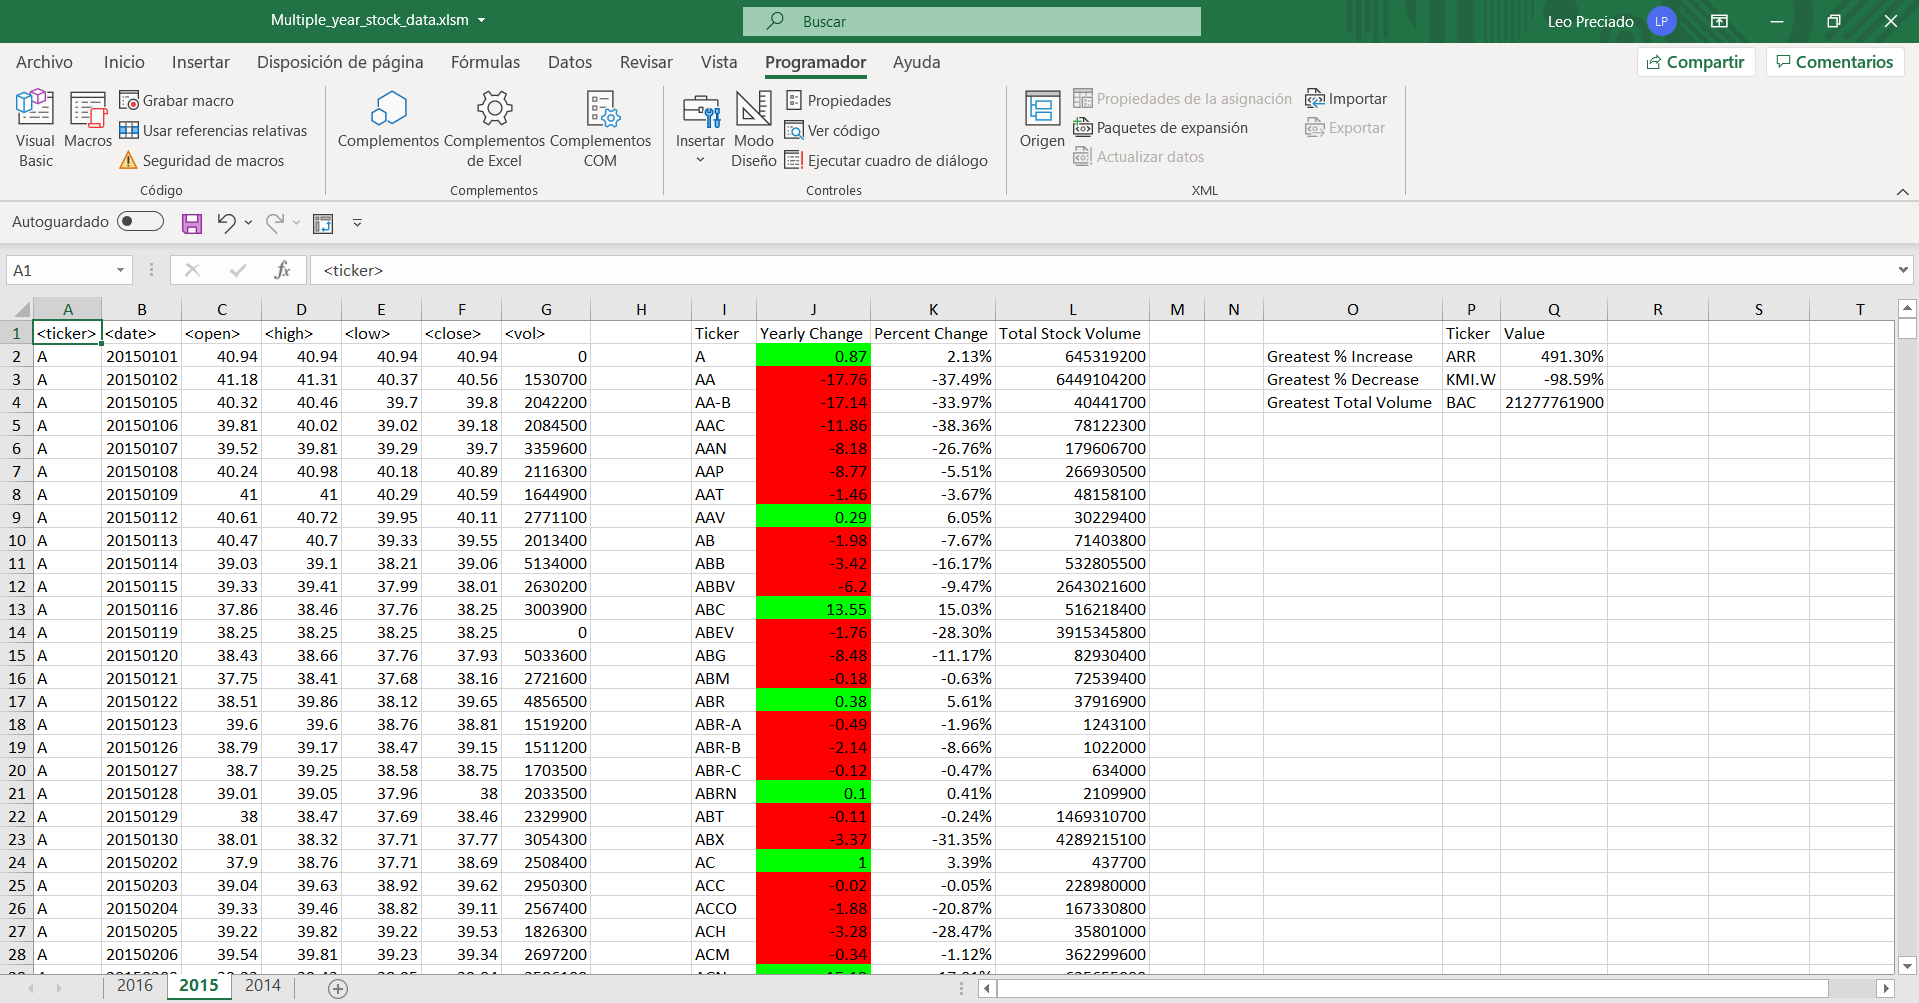 Multiple_year_stock_data.xlsm
Buscar
Leo Preciado LP
Archivo Inicio Insertar Disposición de página Fórmulas Datos Revisar Vista Programador Ayuda Compartir Comentarios
Visual Basic
Macros
Grabar macro
Usar referencias relativas
Seguridad de macros
Código
Complementos
Complementos de Excel
Complementos COM
Complementos
Insertar
Modo Diseño
Propiedades
Ver código
Ejecutar cuadro de diálogo
Controles
Origen
Propiedades de la asignación
Paquetes de expansión
Actualizar datos
Importar
Exportar
XML
Autoguardado
A1 fx <ticker>
A B C D E F G H I J K L M N O P Q R S T
1 <ticker> <date> <open> <high> <low> <close> <vol> Ticker Yearly Change Percent Change Total Stock Volume Ticker Value
2 A 20150101 40.94 40.94 40.94 40.94 0 A 0.87 2.13% 645319200 Greatest % Increase ARR 491.30%
3 A 20150102 41.18 41.31 40.37 40.56 1530700 AA -17.76 -37.49% 6449104200 Greatest % Decrease KMI.W -98.59%
4 A 20150105 40.32 40.46 39.7 39.8 2042200 AA-B -17.14 -33.97% 40441700 Greatest Total Volume BAC 21277761900
5 A 20150106 39.81 40.02 39.02 39.18 2084500 AAC -11.86 -38.36% 78122300
6 A 20150107 39.52 39.81 39.29 39.7 3359600 AAN -8.18 -26.76% 179606700
7 A 20150108 40.24 40.98 40.18 40.89 2116300 AAP -8.77 -5.51% 266930500
8 A 20150109 41 41 40.29 40.59 1644900 AAT -1.46 -3.67% 48158100
9 A 20150112 40.61 40.72 39.95 40.11 2771100 AAV 0.29 6.05% 30229400
10 A 20150113 40.47 40.7 39.33 39.55 2013400 AB -1.98 -7.67% 71403800
11 A 20150114 39.03 39.1 38.21 39.06 5134000 ABB -3.42 -16.17% 532805500
12 A 20150115 39.33 39.41 37.99 38.01 2630200 ABBV -6.2 -9.47% 2643021600
13 A 20150116 37.86 38.46 37.76 38.25 3003900 ABC 13.55 15.03% 516218400
14 A 20150119 38.25 38.25 38.25 38.25 0 ABEV -1.76 -28.30% 3915345800
15 A 20150120 38.43 38.66 37.76 37.93 5033600 ABG -8.48 -11.17% 82930400
16 A 20150121 37.75 38.41 37.68 38.16 2721600 ABM -0.18 -0.63% 72539400
17 A 20150122 38.51 39.86 38.12 39.65 4856500 ABR 0.38 5.61% 37916900
18 A 20150123 39.6 39.6 38.76 38.81 1519200 ABR-A -0.49 -1.96% 1243100
19 A 20150126 38.79 39.17 38.47 39.15 1511200 ABR-B -2.14 -8.66% 1022000
20 A 20150127 38.7 39.25 38.58 38.75 1703500 ABR-C -0.12 -0.47% 634000
21 A 20150128 39.01 39.05 37.96 38 2033500 ABRN 0.1 0.41% 2109900
22 A 20150129 38 38.47 37.69 38.46 2329900 ABT -0.11 -0.24% 1469310700
23 A 20150130 38.01 38.32 37.71 37.77 3054300 ABX -3.37 -31.35% 4289215100
24 A 20150202 37.9 38.76 37.71 38.69 2508400 AC 1 3.39% 437700
25 A 20150203 39.04 39.63 38.92 39.62 2950300 ACC -0.02 -0.05% 228980000
26 A 20150204 39.33 39.46 38.82 39.11 2567400 ACCO -1.88 -20.87% 167330800
27 A 20150205 39.22 39.82 39.22 39.53 1826300 ACH -3.28 -28.47% 35801000
28 A 20150206 39.54 39.81 39.23 39.34 2697200 ACM -0.34 -1.12% 362299600
2016 2015 2014